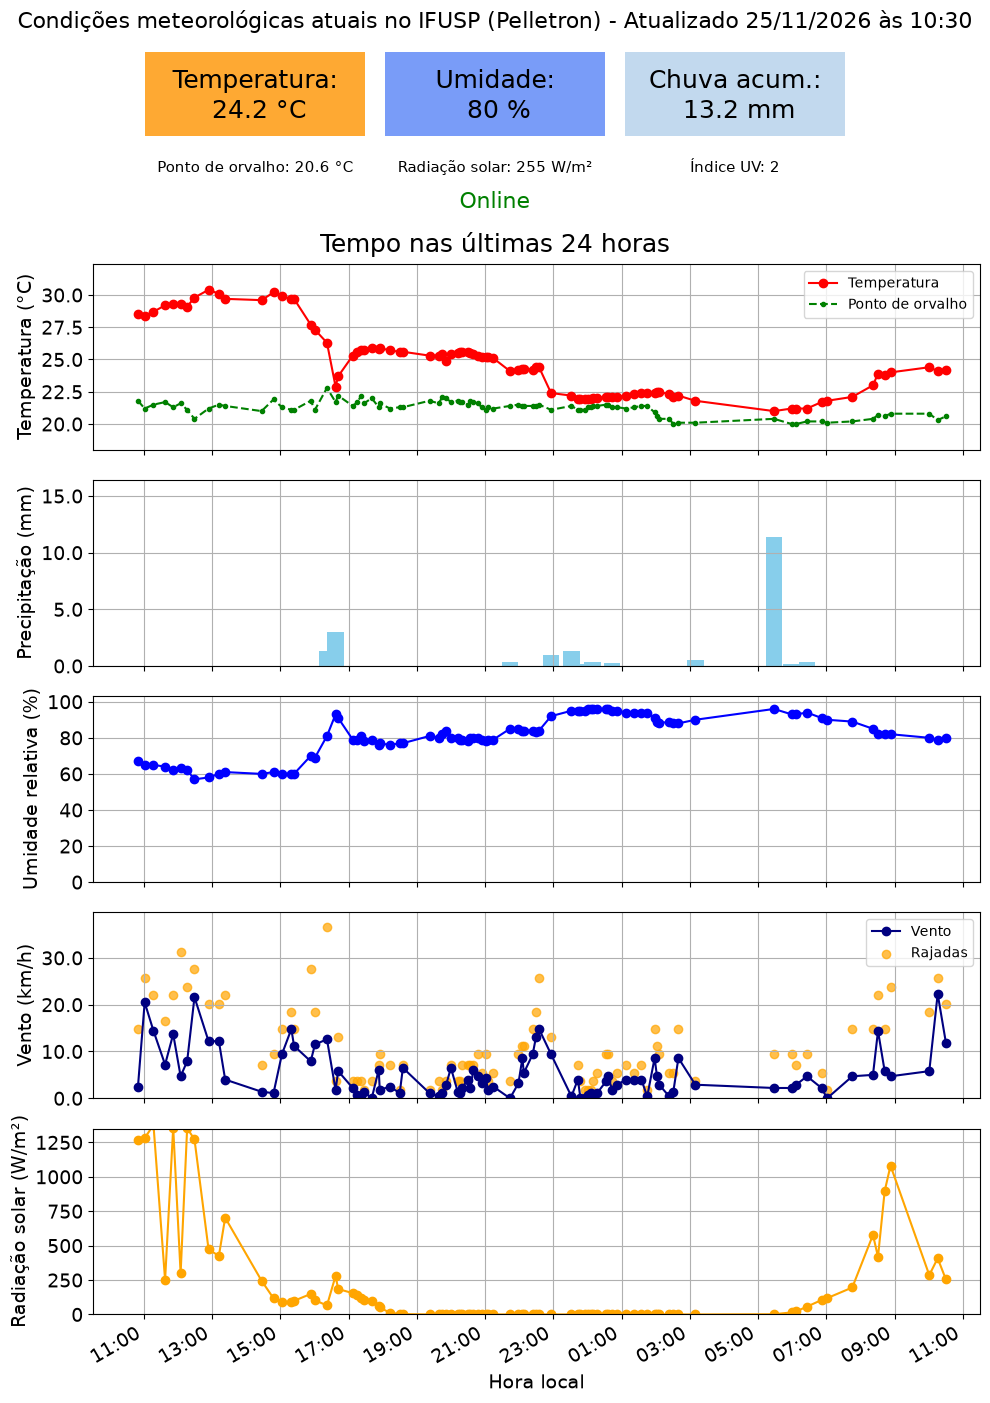 Condições meteorológicas atuais no IFUSP (Pelletron) - Atualizado 25/11/2026 às 10:30
Temperatura:
24.2 °C
Umidade:
80 %
Chuva acum.:
13.2 mm
Ponto de orvalho: 20.6 °C
Radiação solar: 255 W/m²
Índice UV: 2
Online
Tempo nas últimas 24 horas
Temperatura (°C)
30.0
27.5
25.0
22.5
20.0
Temperatura
Ponto de orvalho
Precipitação (mm)
15.0
10.0
5.0
0.0
Umidade relativa (%)
100
80
60
40
20
0
Vento (km/h)
30.0
20.0
10.0
0.0
Vento
Rajadas
Radiação solar (W/m²)
1250
1000
750
500
250
0
11:00 13:00 15:00 17:00 19:00 21:00 23:00 01:00 03:00 05:00 07:00 09:00 11:00
Hora local